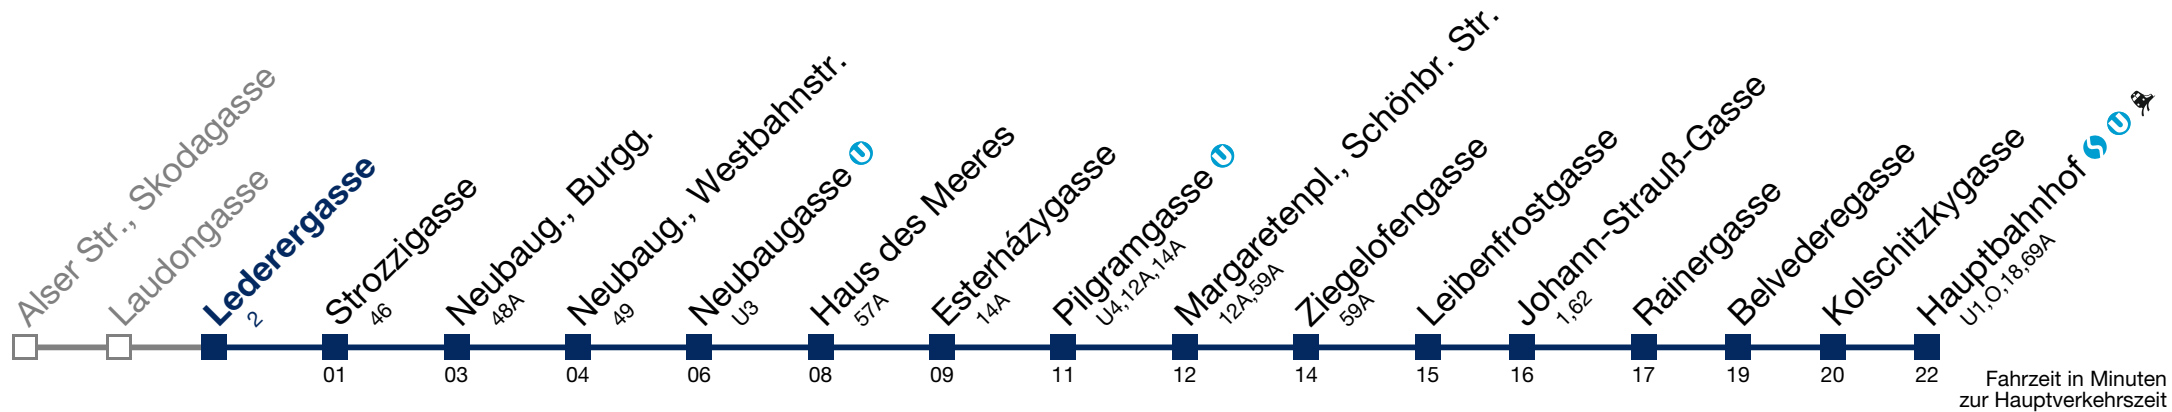 Alser Str., Skodagasse
Laudongasse
Lederergasse
2
Strozzigasse
46
01
Neubaug., Burgg.
48A
03
Neubaug., Westbahnstr.
49
04
Neubaugasse U
U3
06
Haus des Meeres
57A
08
Esterházygasse
14A
09
Pilgramgasse U
U4,12A,14A
11
Margaretenpl., Schönbr. Str.
12A,59A
12
Ziegelofengasse
59A
14
Leibenfrostgasse
15
Johann-Strauß-Gasse
1,62
16
Rainergasse
17
Belvederegasse
19
Kolschitzkygasse
20
Hauptbahnhof S U
U1,O,18,69A
22
Fahrzeit in Minuten
zur Hauptverkehrszeit